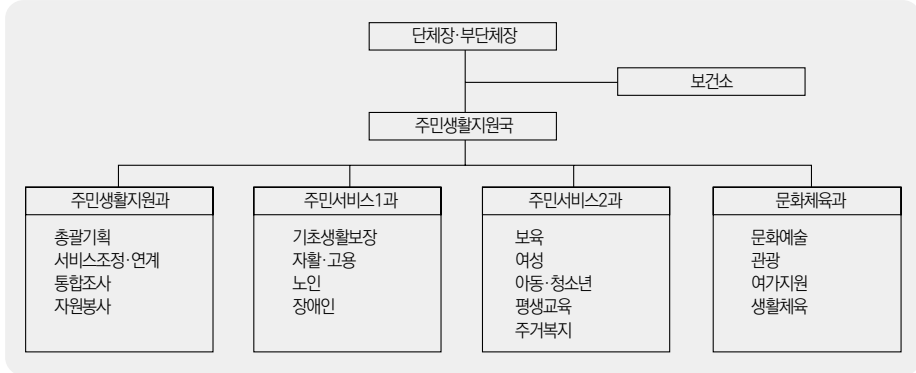 단체장·부단체장
보건소
주민생활지원국
주민생활지원과
총괄기획
서비스조정·연계
통합조사
자원봉사
주민서비스1과
기초생활보장
자활·고용
노인
장애인
주민서비스2과
보육
여성
아동·청소년
평생교육
주거복지
문화체육과
문화예술
관광
여가지원
생활체육